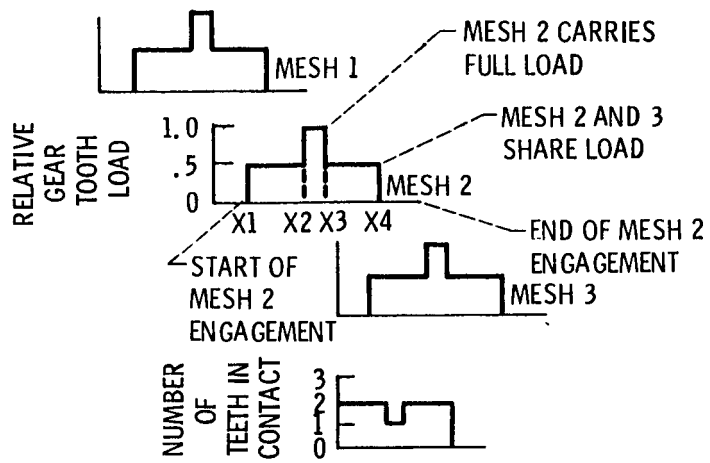 MESH 1
MESH 2 CARRIES
FULL LOAD
RELATIVE
GEAR
TOOTH
LOAD
1.0
.5
0
MESH 2 AND 3
SHARE LOAD
MESH 2
X1 X2 X3 X4
START OF
MESH 2
ENGAGEMENT
END OF MESH 2
ENGAGEMENT
MESH 3
NUMBER
OF
TEETH IN
CONTACT
3
2
1
0